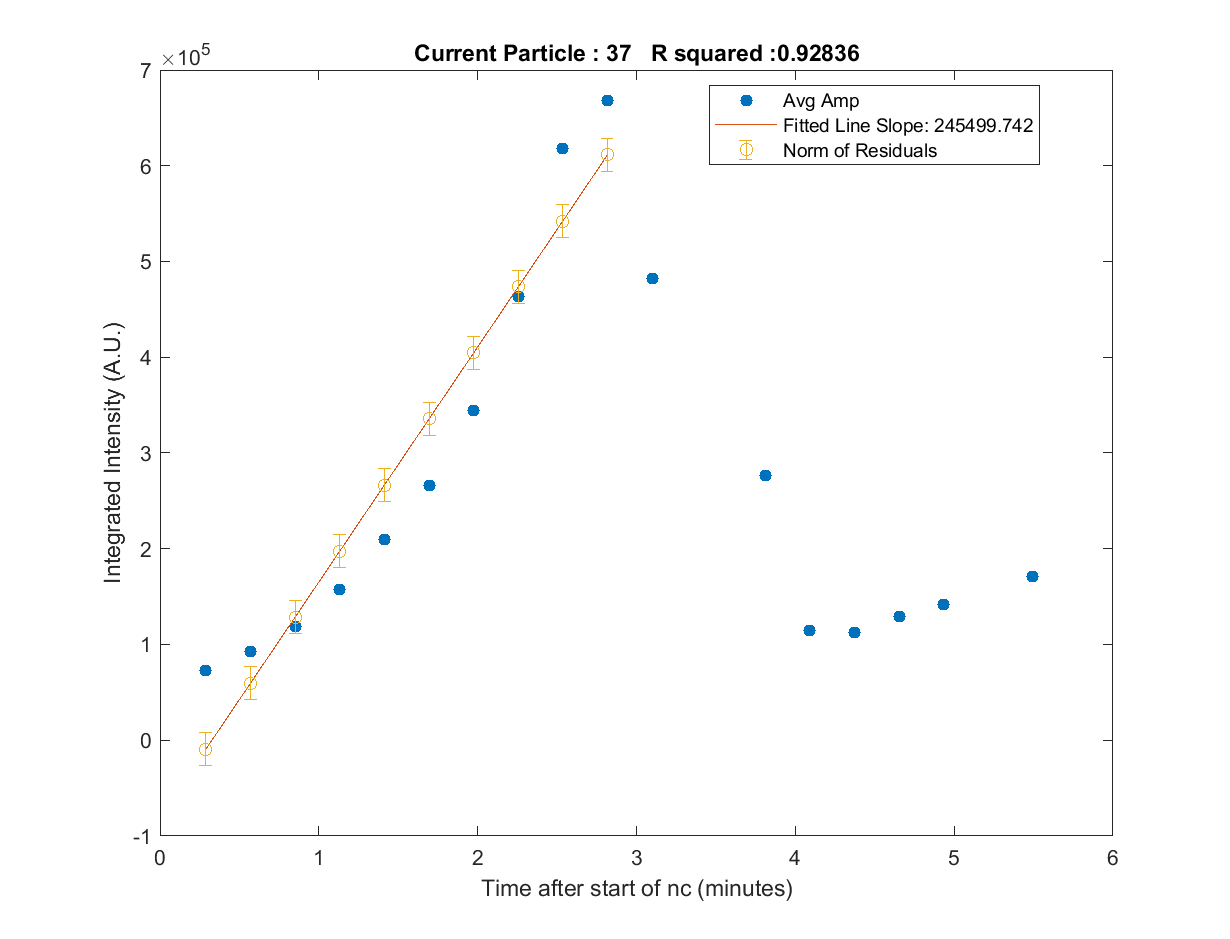 Current Particle : 37   R squared :0.92836
×10⁵
7
6
5
4
3
2
1
0
-1
Integrated Intensity (A.U.)
Avg Amp
Fitted Line Slope: 245499.742
Norm of Residuals
0 1 2 3 4 5 6
Time after start of nc (minutes)